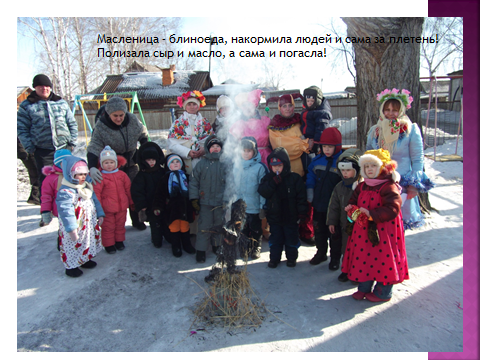 Масленица - блиноеда, накормила людей и сама за плетень!
Полизала сыр и масло, а сама и погасла!